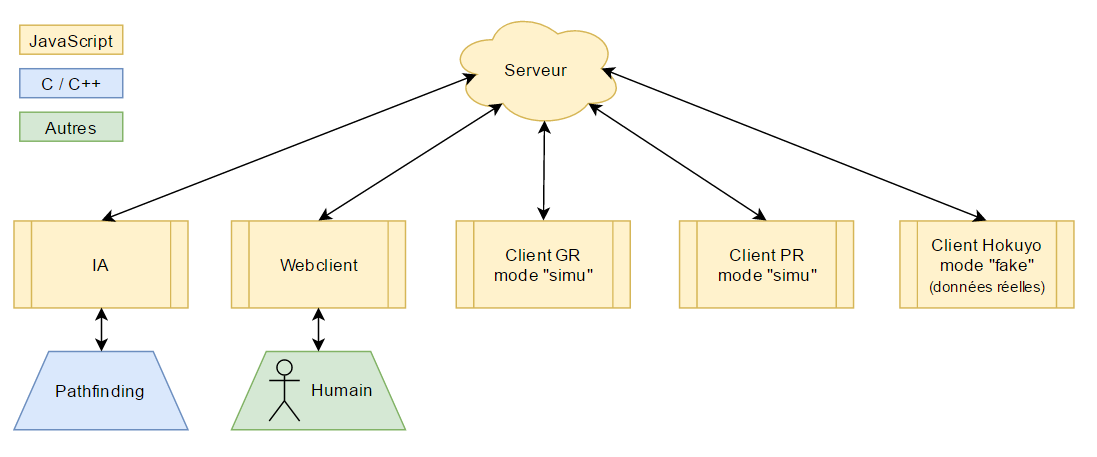 JavaScript
C / C++
Autres
Serveur
IA
Webclient
Client GR
mode "simu"
Client PR
mode "simu"
Client Hokuyo
mode "fake"
(données réelles)
Pathfinding
Humain